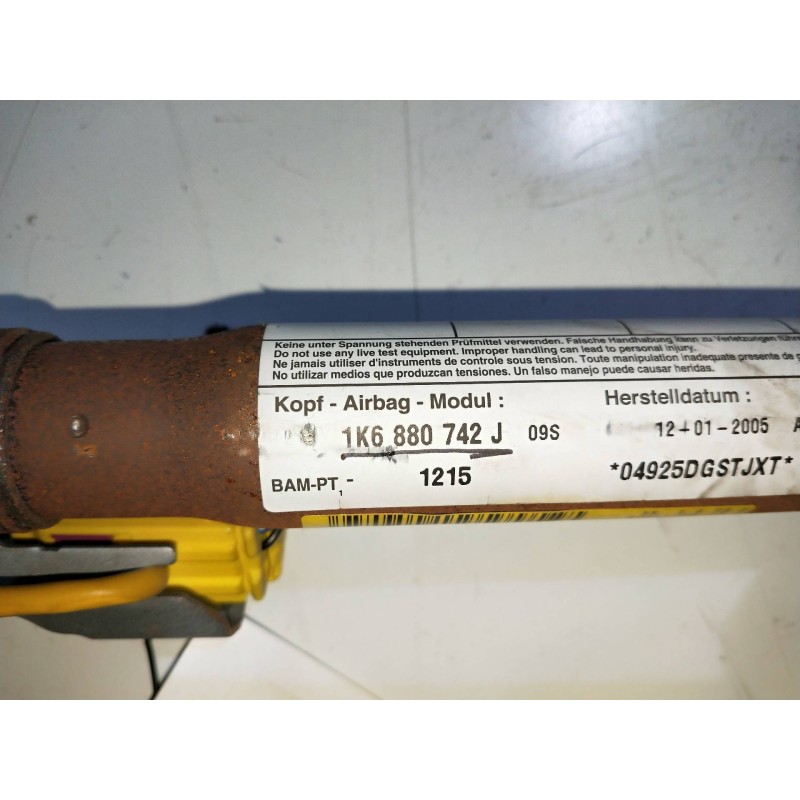 Keine unter Spannung stehenden Prüfmittel verwenden. Falsche Handhabung kann zu Verletzungen führe
Do not use any live test equipment. Improper handling can lead to personal injury.
Ne jamais utiliser d'instruments de controle sous tension. Toute manipulation inadequate presente de g
No utilizar medios que produzcan tensiones. Un falso manejo puede causar heridas.
Kopf - Airbag - Modul : Herstelldatum :
1K6 880 742 J 09S 12-01-2005 A
BAM-PT, - 1215 *04925DGSTJXT*